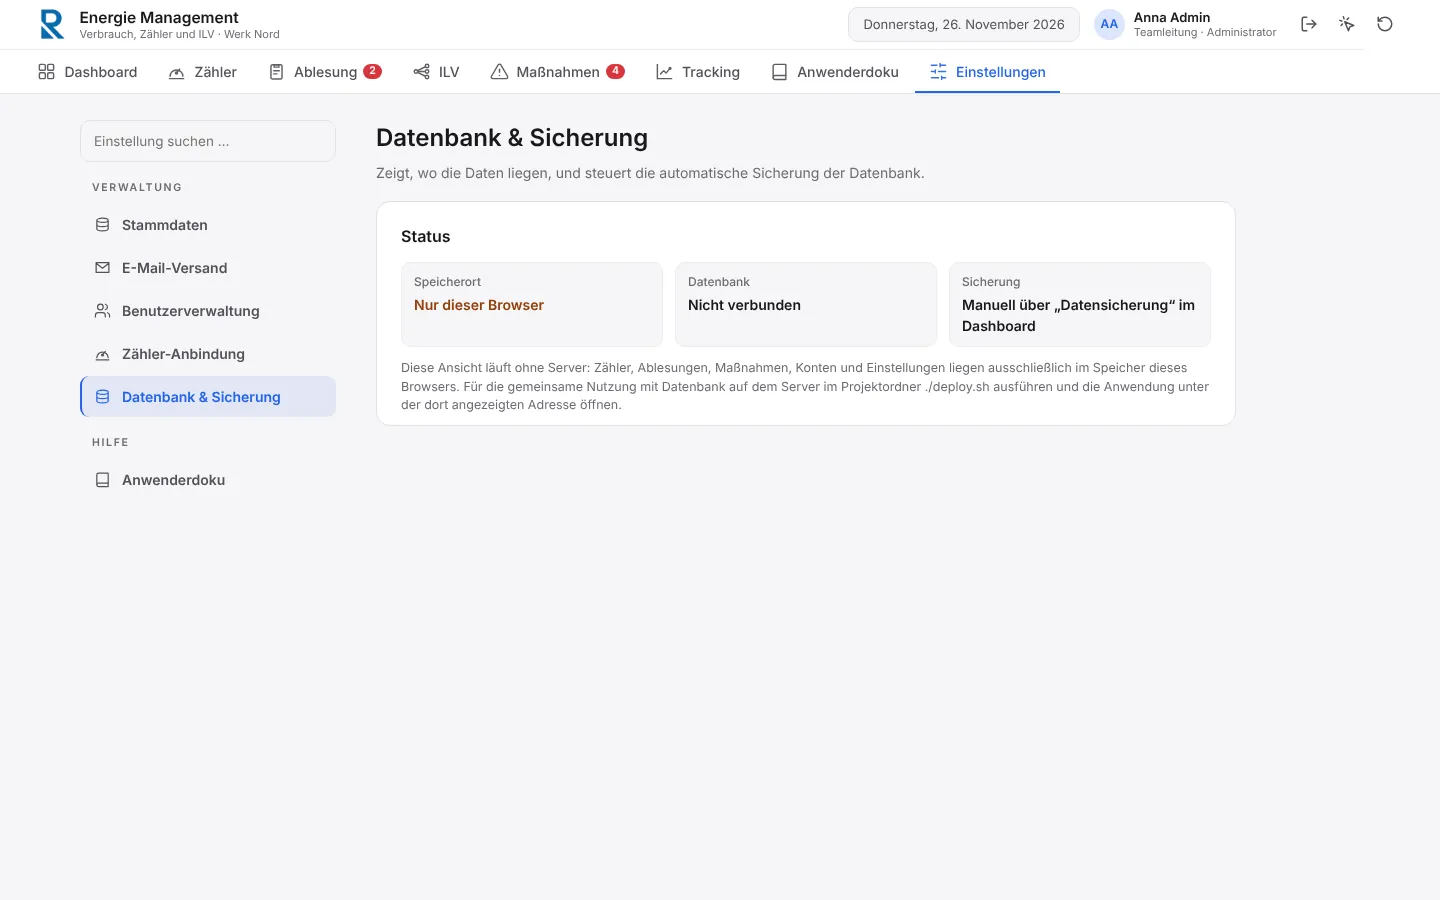 Energie Management
Verbrauch, Zähler und ILV · Werk Nord
Donnerstag, 26. November 2026
AA
Anna Admin
Teamleitung · Administrator
Dashboard
Zähler
Ablesung 2
ILV
Maßnahmen 4
Tracking
Anwenderdoku
Einstellungen
Einstellung suchen ...
VERWALTUNG
Stammdaten
E-Mail-Versand
Benutzerverwaltung
Zähler-Anbindung
Datenbank & Sicherung
HILFE
Anwenderdoku
Datenbank & Sicherung
Zeigt, wo die Daten liegen, und steuert die automatische Sicherung der Datenbank.
Status
Speicherort
Nur dieser Browser
Datenbank
Nicht verbunden
Sicherung
Manuell über „Datensicherung“ im
Dashboard
Diese Ansicht läuft ohne Server: Zähler, Ablesungen, Maßnahmen, Konten und Einstellungen liegen ausschließlich im Speicher dieses
Browsers. Für die gemeinsame Nutzung mit Datenbank auf dem Server im Projektordner ./deploy.sh ausführen und die Anwendung unter
der dort angezeigten Adresse öffnen.